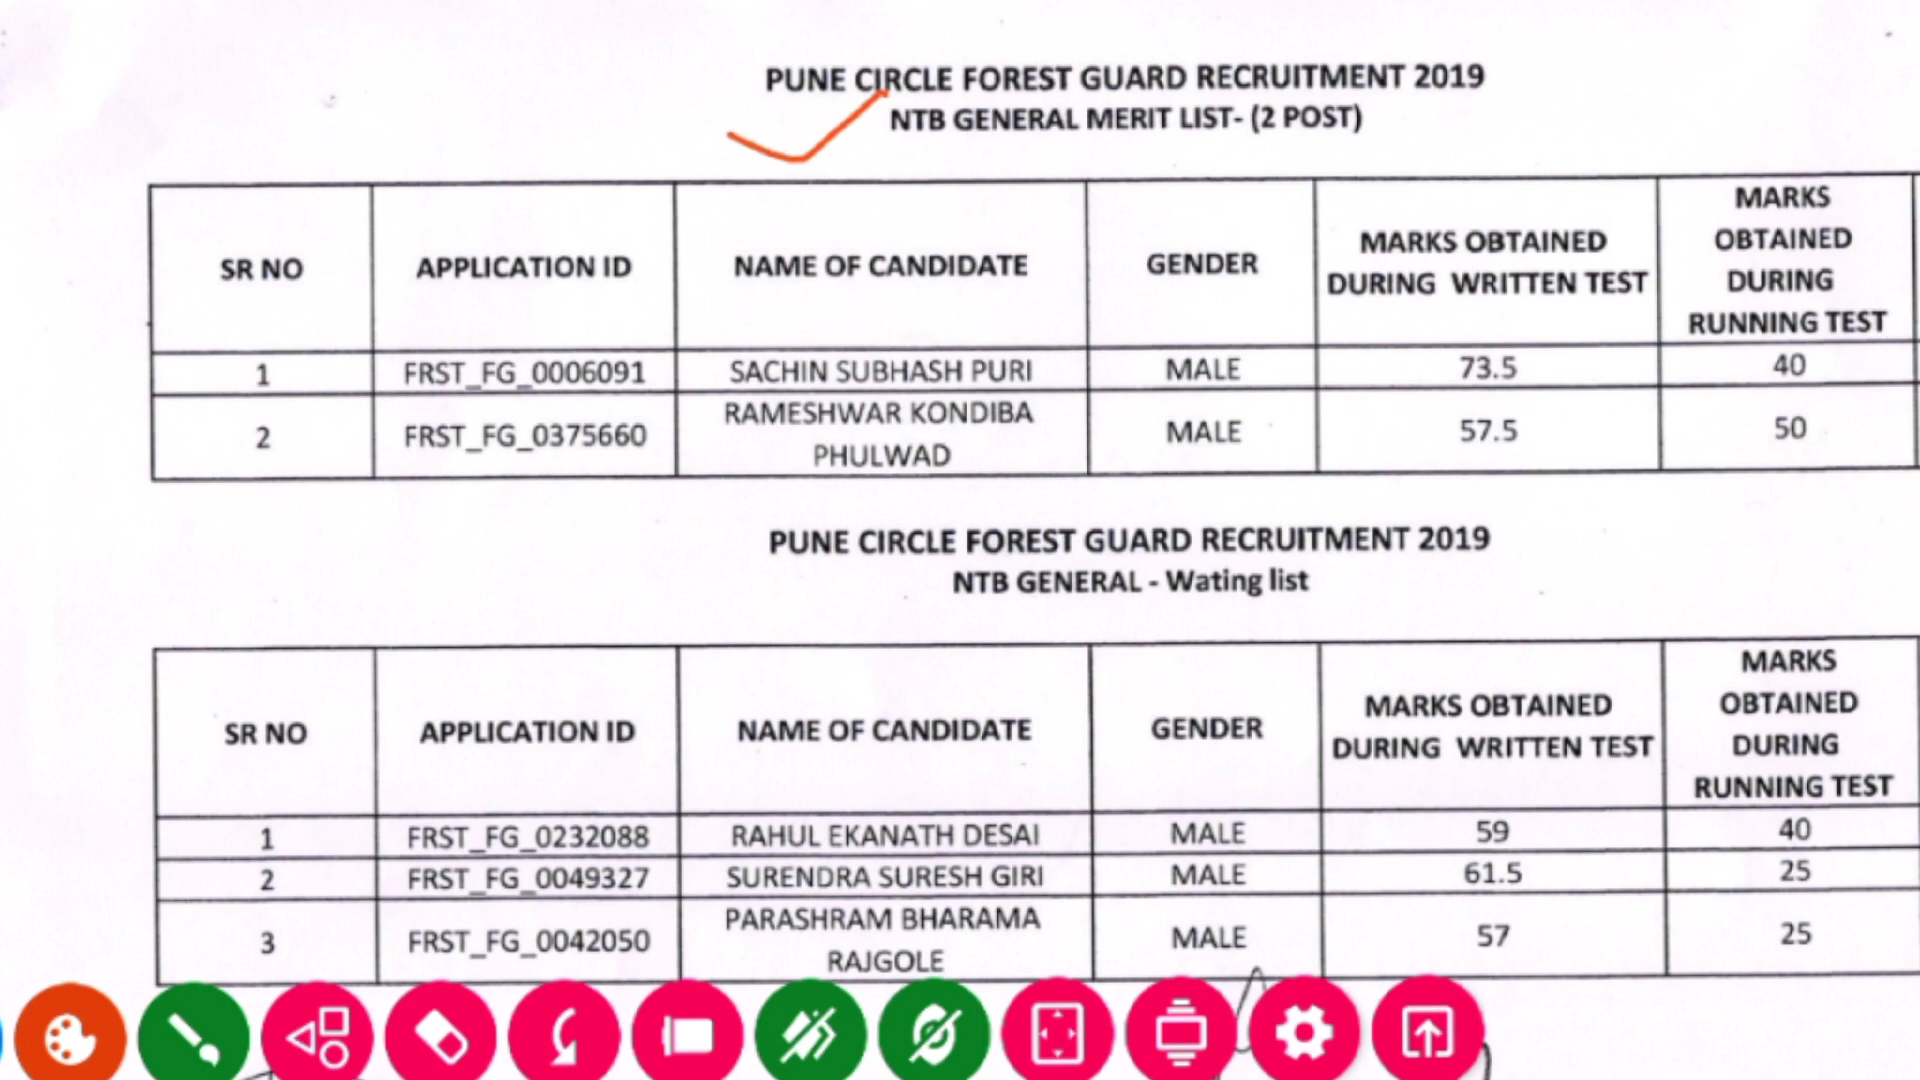 PUNE CIRCLE FOREST GUARD RECRUITMENT 2019
NTB GENERAL MERIT LIST- (2 POST)
SR NO APPLICATION ID NAME OF CANDIDATE GENDER MARKS OBTAINED DURING WRITTEN TEST MARKS OBTAINED DURING RUNNING TEST
1 FRST_FG_0006091 SACHIN SUBHASH PURI MALE 73.5 40
2 FRST_FG_0375660 RAMESHWAR KONDIBA PHULWAD MALE 57.5 50
PUNE CIRCLE FOREST GUARD RECRUITMENT 2019
NTB GENERAL - Wating list
SR NO APPLICATION ID NAME OF CANDIDATE GENDER MARKS OBTAINED DURING WRITTEN TEST MARKS OBTAINED DURING RUNNING TEST
1 FRST_FG_0232088 RAHUL EKANATH DESAI MALE 59 40
2 FRST_FG_0049327 SURENDRA SURESH GIRI MALE 61.5 25
3 FRST_FG_0042050 PARASHRAM BHARAMA RAJGOLE MALE 57 25